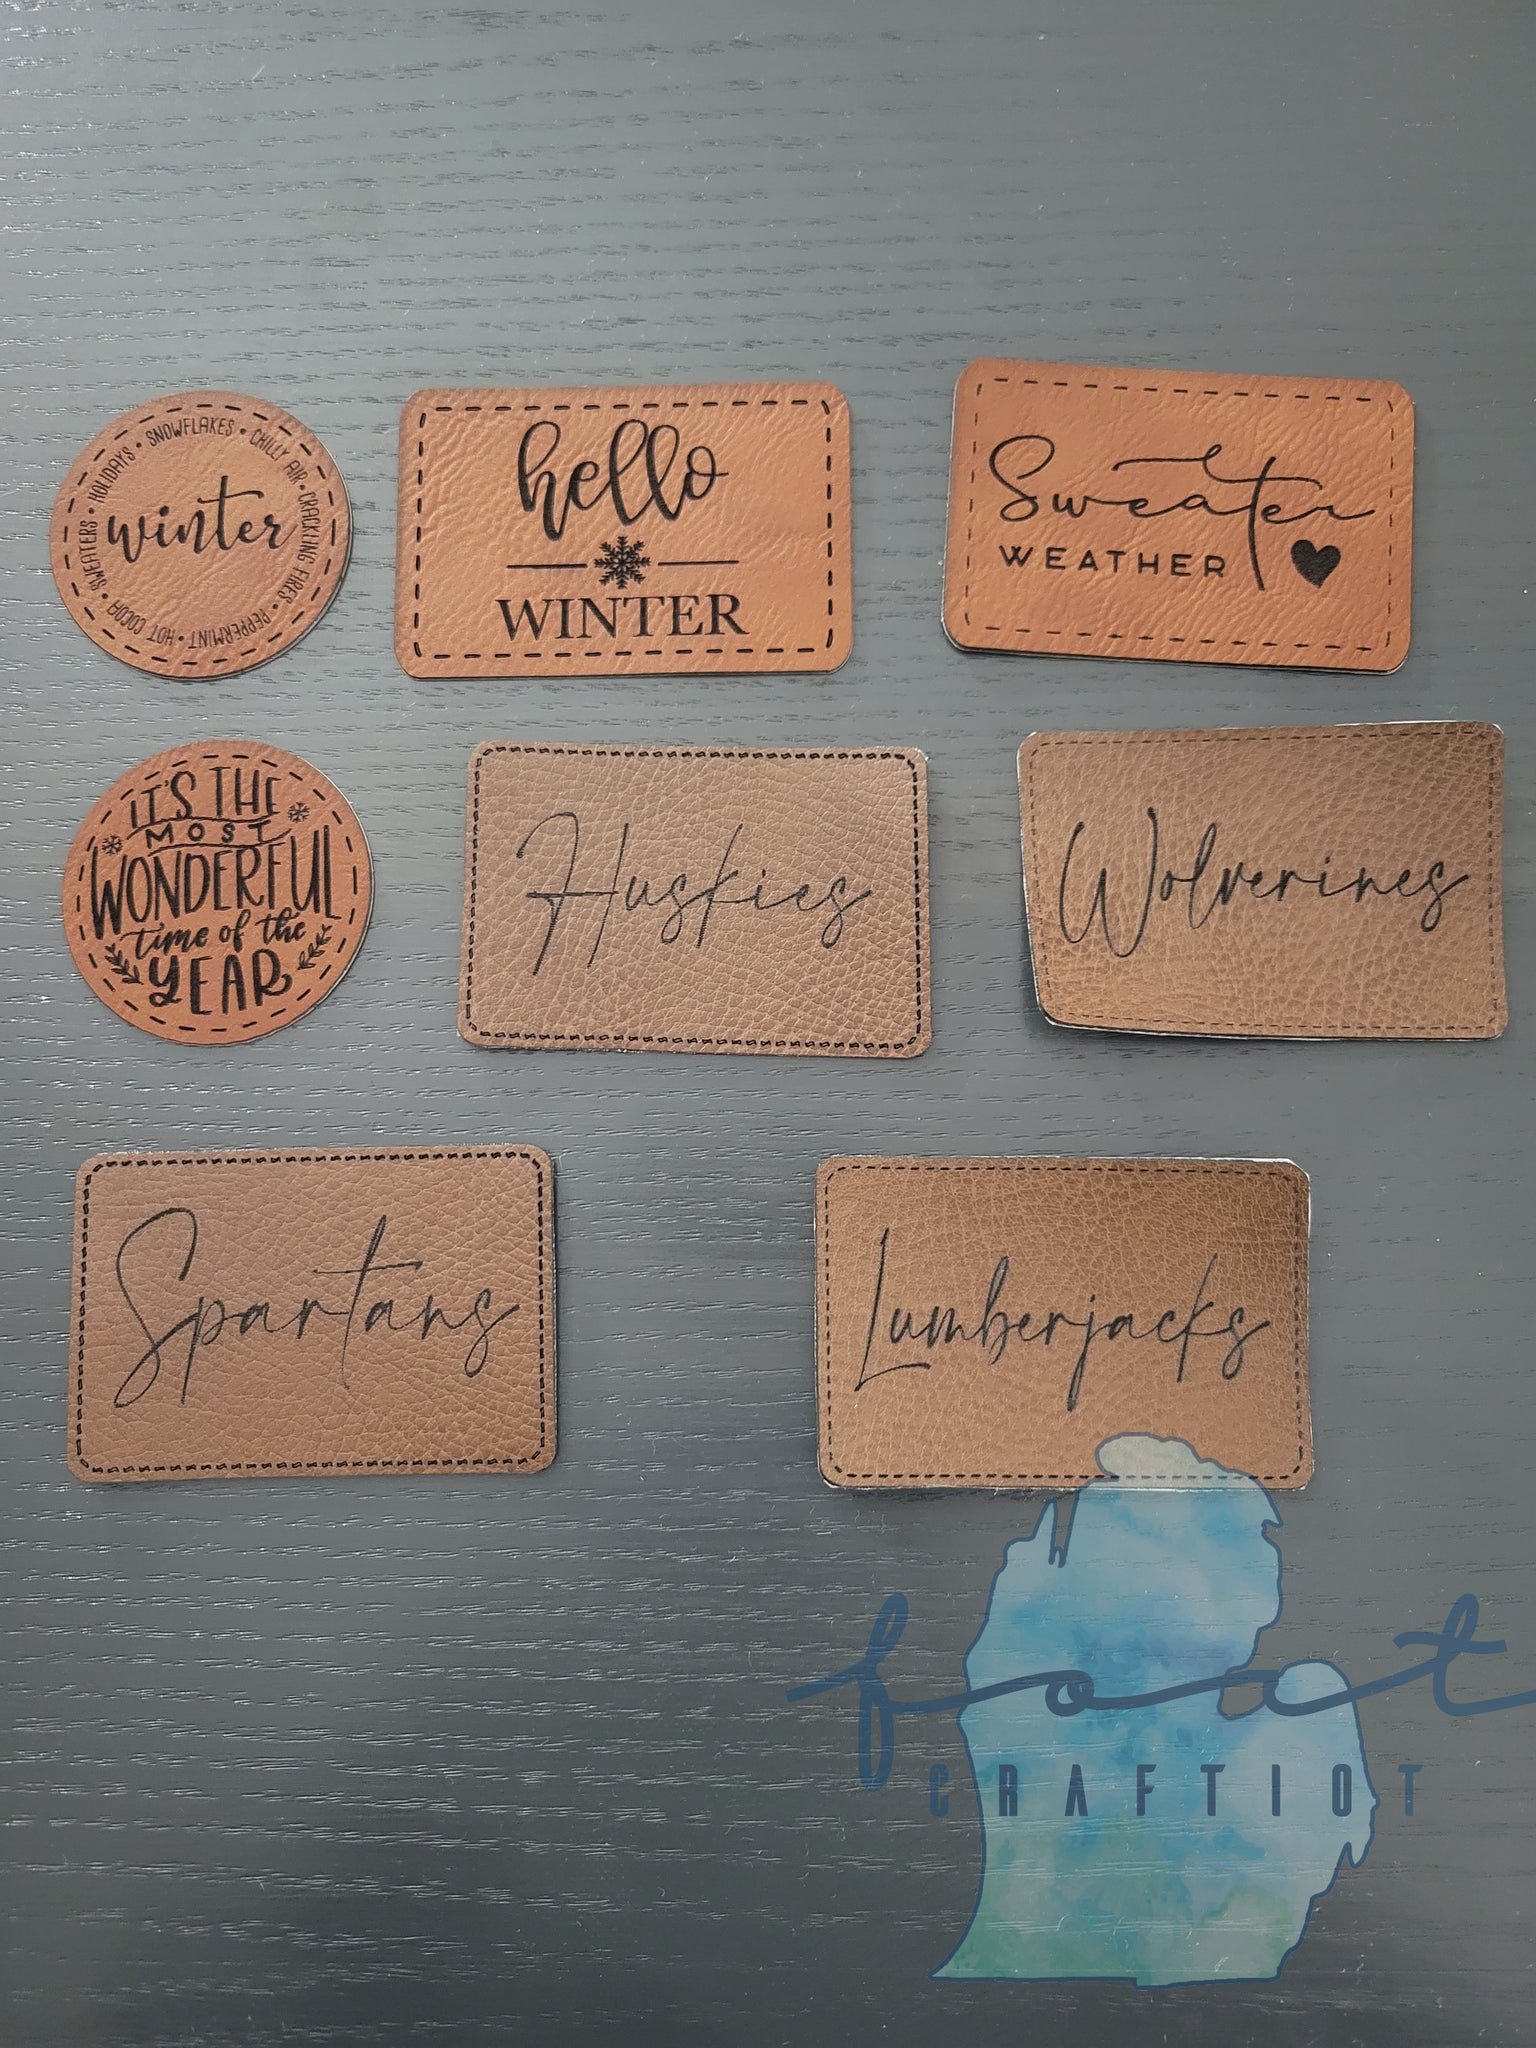 winter
HOLIDAYS • SNOWFLAKES • CHILLY AIR • CRACKLING FIRES • PEPPERMINT • HOT COCOA • SWEATERS •
hello
WINTER
Sweater
WEATHER
IT'S THE
MOST
WONDERFUL
time of the
YEAR
Huskies
Wolverines
Spartans
Lumberjacks
foat
CRAFTIOT